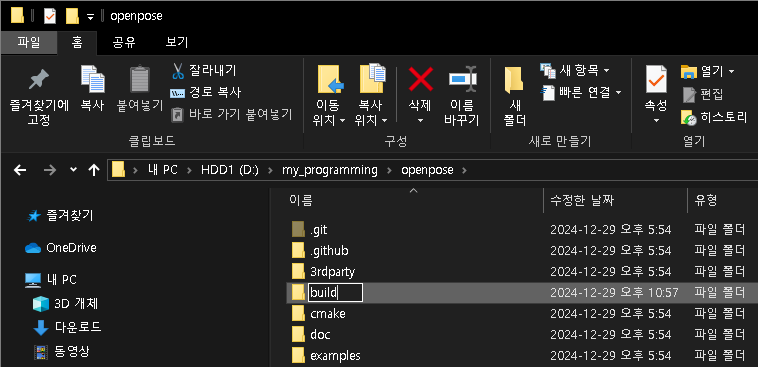 openpose
파일 홈 공유 보기
즐겨찾기에 고정
복사
붙여넣기
잘라내기
경로 복사
바로 가기 붙여넣기
클립보드
이동 위치
복사 위치
삭제
이름 바꾸기
구성
새 폴더
새 항목
빠른 연결
새로 만들기
속성
열기
편집
히스토리
열기
내 PC HDD1 (D:) my_programming openpose
즐겨찾기
OneDrive
내 PC
3D 개체
다운로드
동영상
이름 수정한 날짜 유형
.git 2024-12-29 오후 5:54 파일 폴더
.github 2024-12-29 오후 5:54 파일 폴더
3rdparty 2024-12-29 오후 5:54 파일 폴더
build 2024-12-29 오후 10:57 파일 폴더
cmake 2024-12-29 오후 5:54 파일 폴더
doc 2024-12-29 오후 5:54 파일 폴더
examples 2024-12-29 오후 5:54 파일 폴더